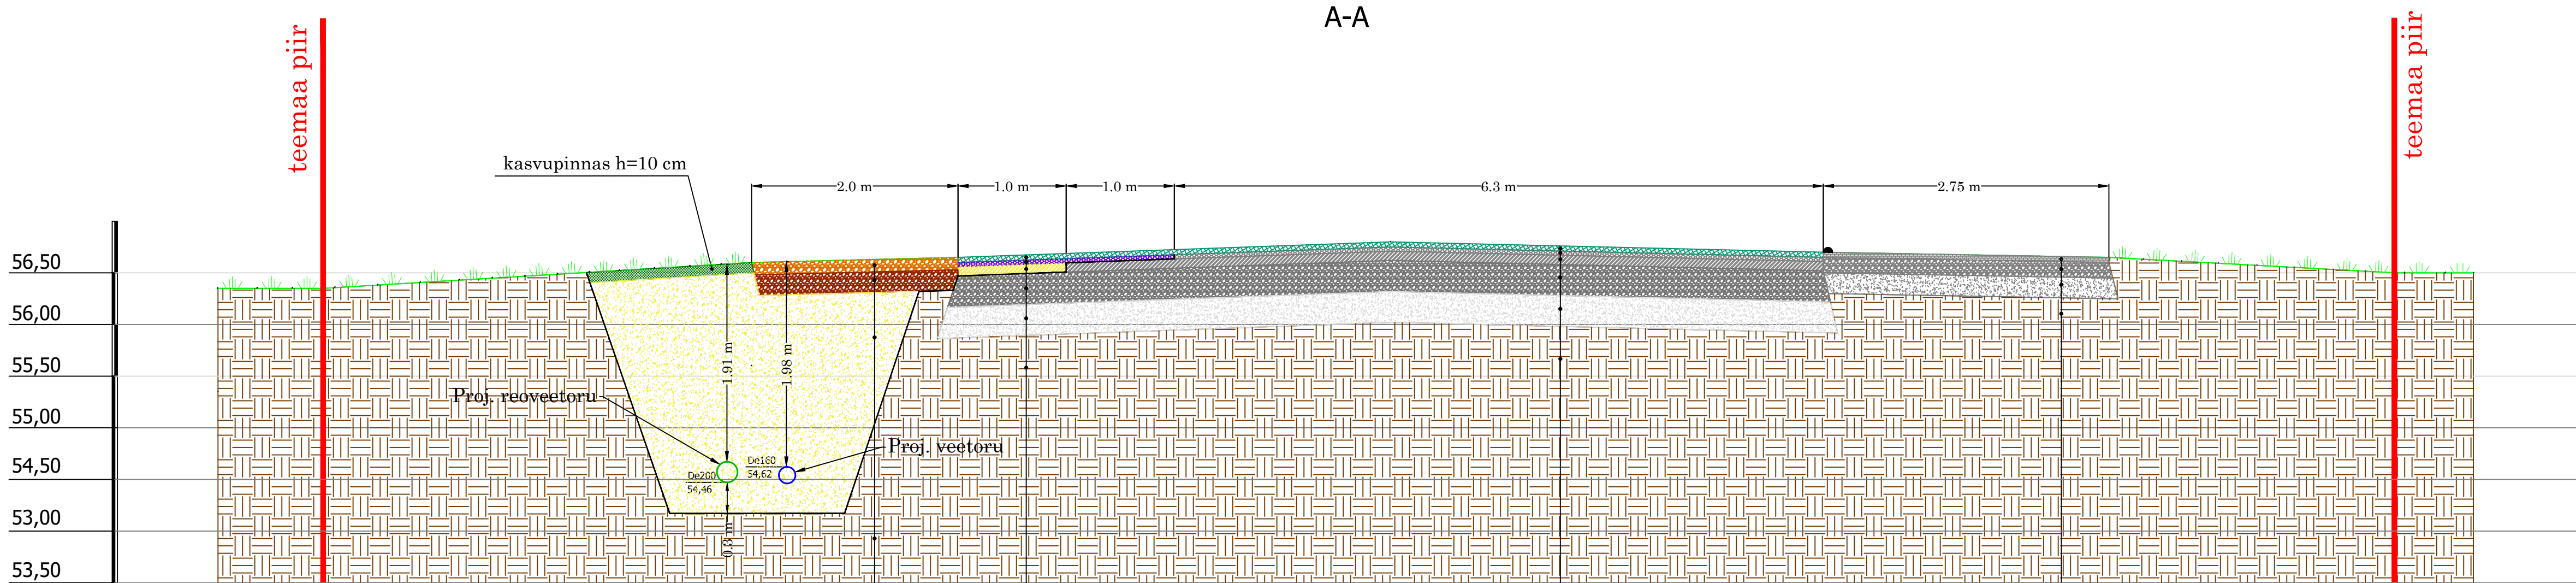 A-A
teemaa piir
teemaa piir
kasvupinnas h=10 cm
2.0 m
1.0 m
1.0 m
6.3 m
2.75 m
56,50
56,00
55,50
55,00
54,50
53,00
53,50
1.91 m
1.98 m
Proj. reoveetoru
Proj. veetoru
De160
54,62
De200
54,46
0.3 m